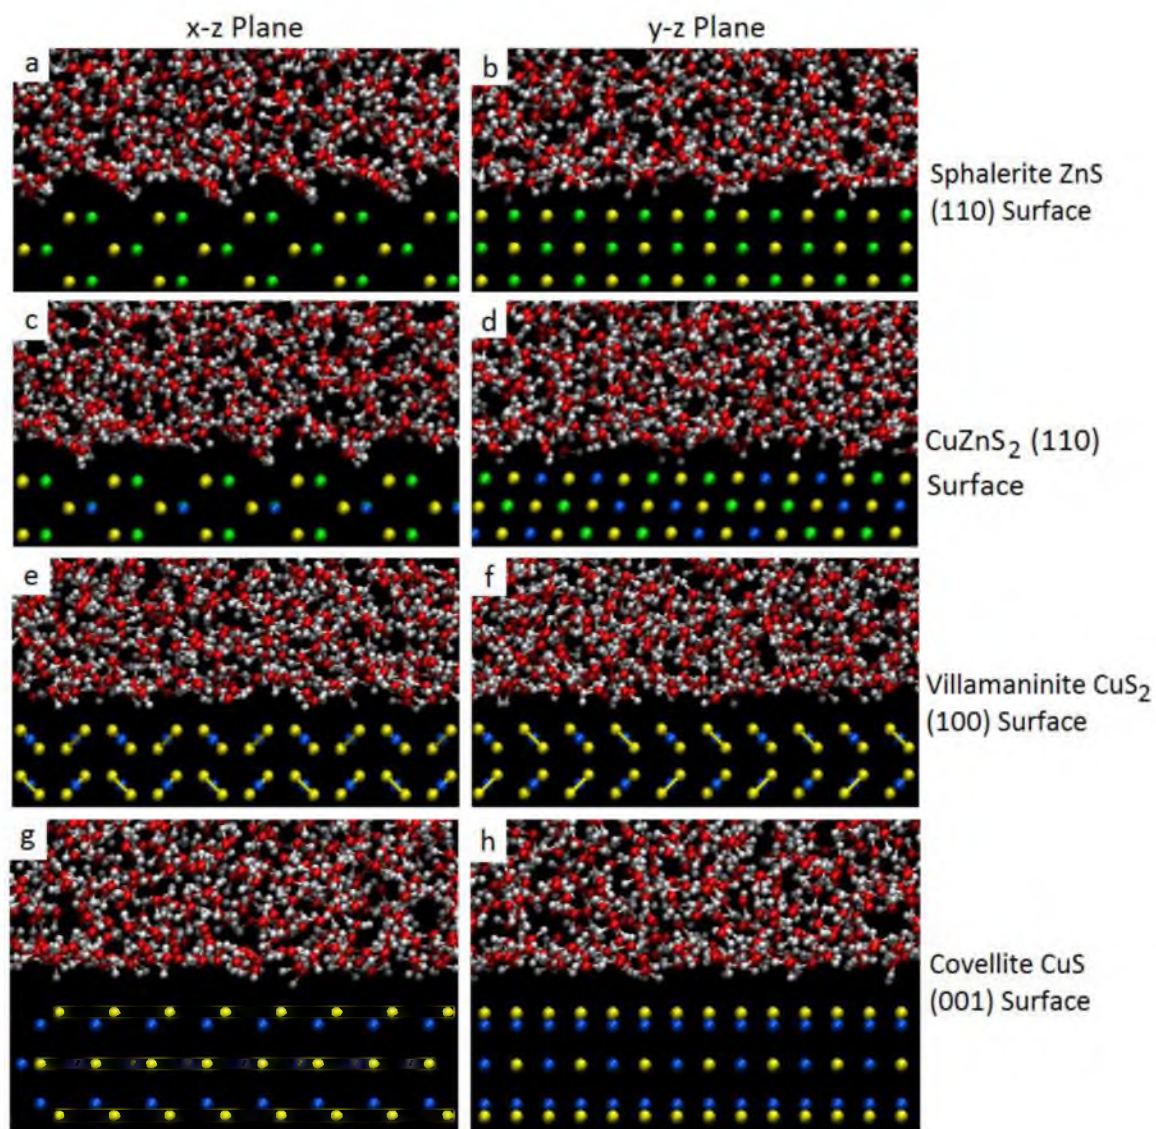 x-z Plane
y-z Plane
a
b
Sphalerite ZnS
(110) Surface
c
d
CuZnS₂ (110)
Surface
e
f
Villamaninite CuS₂
(100) Surface
g
h
Covellite CuS
(001) Surface